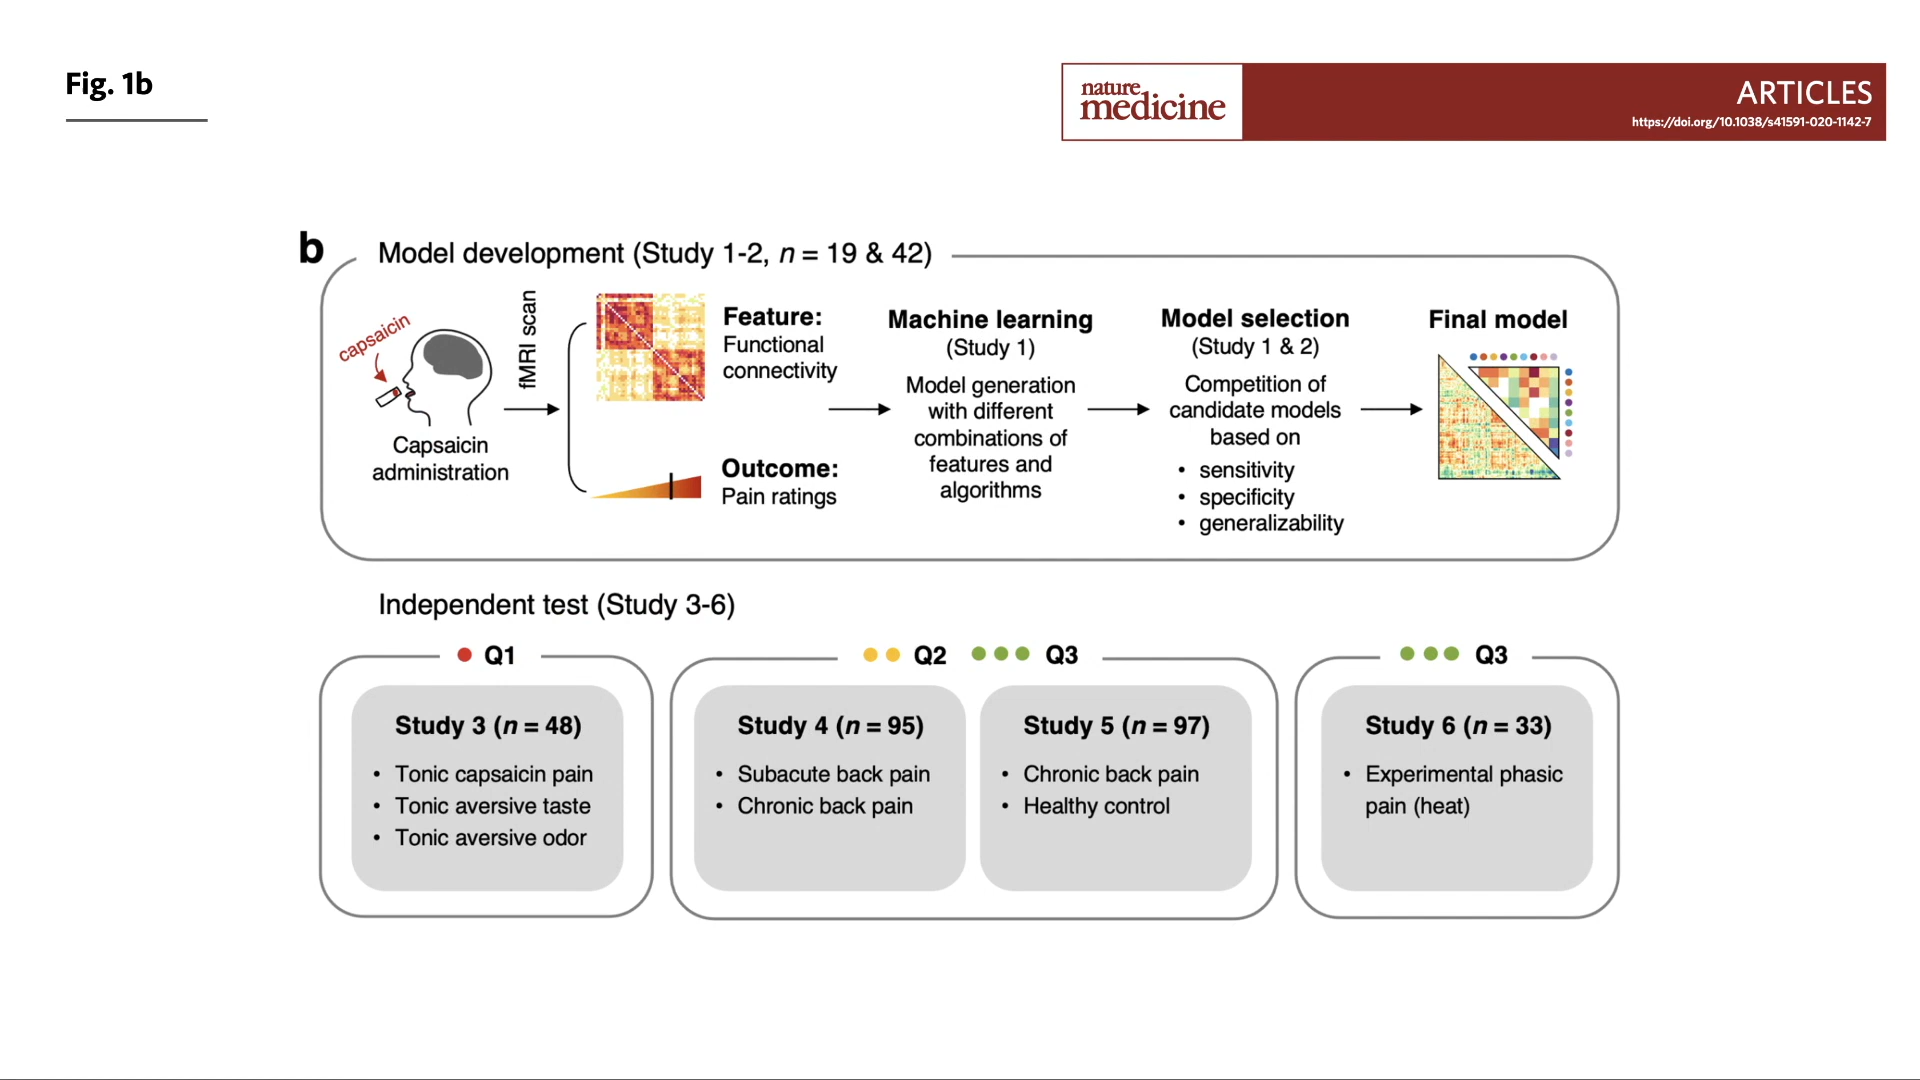 Fig. 1b
nature
medicine
ARTICLES
https://doi.org/10.1038/s41591-020-1142-7
b
Model development (Study 1-2, n = 19 & 42)
capsaicin
Capsaicin
administration
fMRI scan
Feature:
Functional
connectivity
Outcome:
Pain ratings
Machine learning
(Study 1)
Model generation
with different
combinations of
features and
algorithms
Model selection
(Study 1 & 2)
Competition of
candidate models
based on
• sensitivity
• specificity
• generalizability
Final model
Independent test (Study 3-6)
Q1
Study 3 (n = 48)
• Tonic capsaicin pain
• Tonic aversive taste
• Tonic aversive odor
Q2 Q3
Study 4 (n = 95)
• Subacute back pain
• Chronic back pain
Study 5 (n = 97)
• Chronic back pain
• Healthy control
Q3
Study 6 (n = 33)
• Experimental phasic
pain (heat)